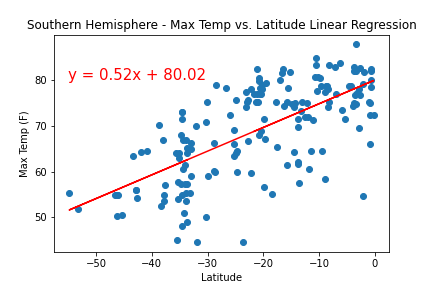 Southern Hemisphere - Max Temp vs. Latitude Linear Regression
y = 0.52x + 80.02
Max Temp (F)
80
70
60
50
−50
−40
−30
−20
−10
0
Latitude